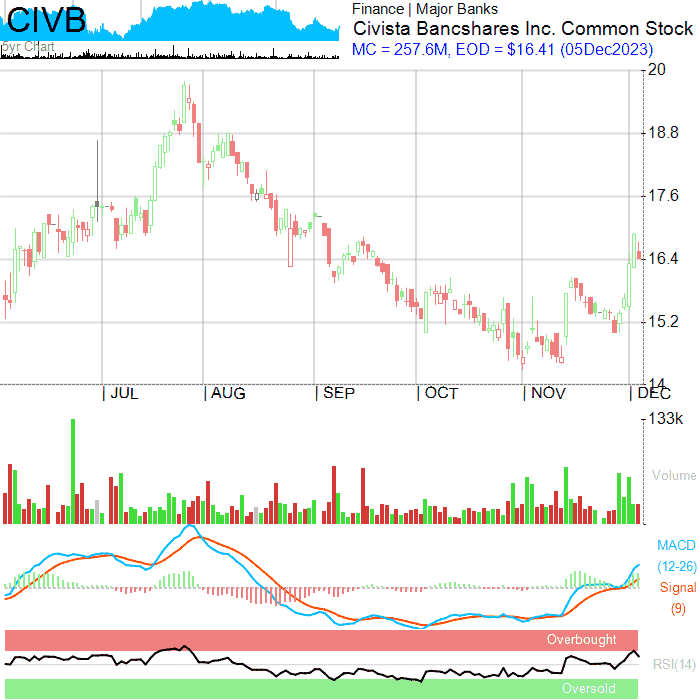 CIVB
5yr Chart
Finance | Major Banks
Civista Bancshares Inc. Common Stock
MC = 257.6M, EOD = $16.41 (05Dec2023)
20
18.8
17.6
16.4
15.2
14
| JUL | AUG | SEP | OCT | NOV | DEC
133k
Volume
MACD
(12-26)
Signal
(9)
Overbought
RSI(14)
Oversold